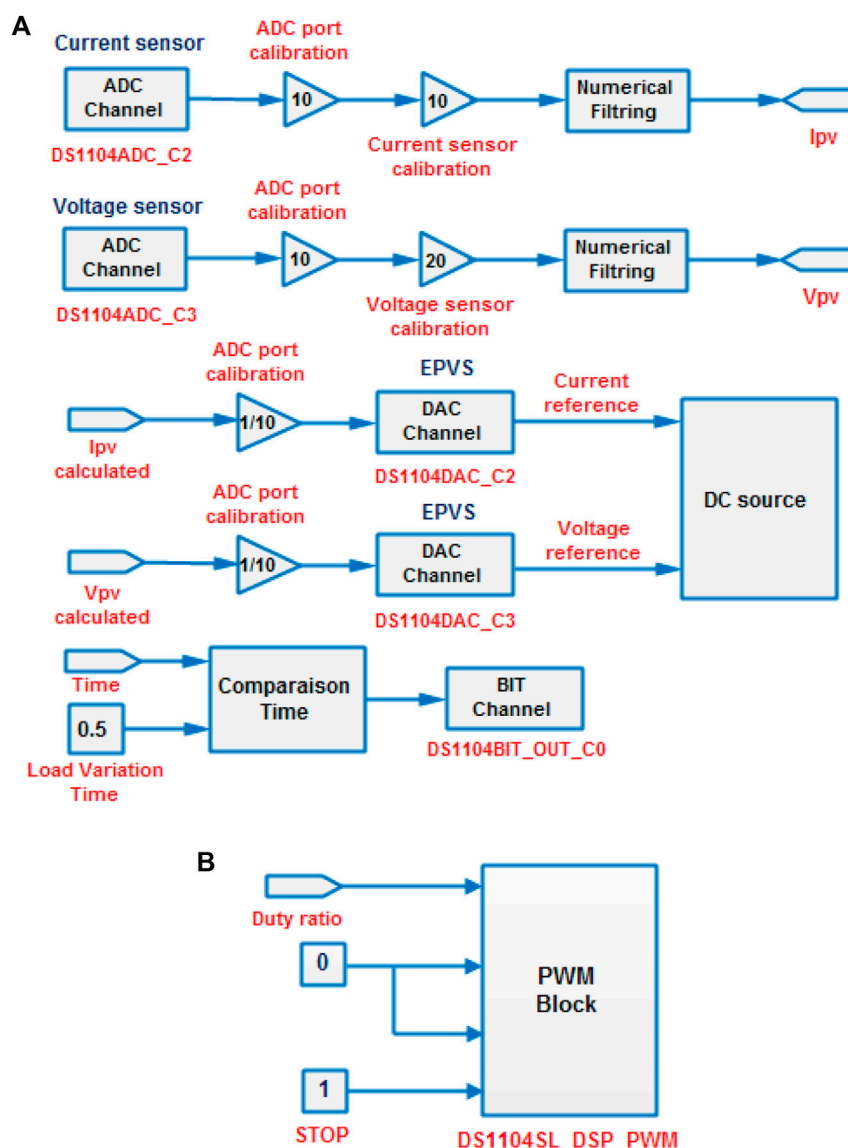 A
Current sensor
ADC port
calibration
ADC
Channel
10
10
Numerical
Filtring
DS1104ADC_C2
Current sensor
calibration
Ipv
Voltage sensor
ADC port
calibration
ADC
Channel
10
20
Numerical
Filtring
DS1104ADC_C3
Voltage sensor
calibration
Vpv
ADC port
calibration
EPVS
Current
reference
1/10
DAC
Channel
Ipv
calculated
DS1104DAC_C2
DC source
ADC port
calibration
EPVS
Voltage
reference
1/10
DAC
Channel
Vpv
calculated
DS1104DAC_C3
Time
Comparaison
Time
BIT
Channel
0.5
DS1104BIT_OUT_C0
Load Variation
Time
B
Duty ratio
0
PWM
Block
1
STOP
DS1104SL_DSP_PWM